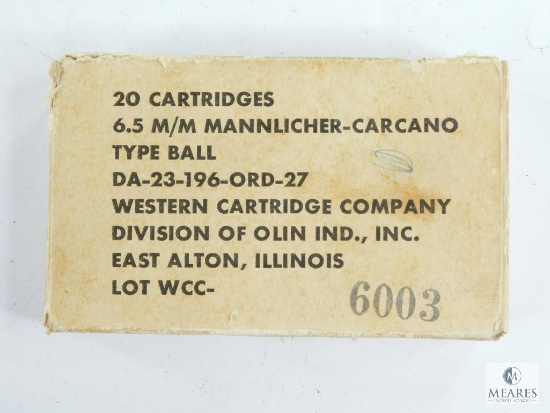 20 CARTRIDGES
6.5 M/M MANNLICHER-CARCANO
TYPE BALL
DA-23-196-ORD-27
WESTERN CARTRIDGE COMPANY
DIVISION OF OLIN IND., INC.
EAST ALTON, ILLINOIS
LOT WCC- 6003
MEARES